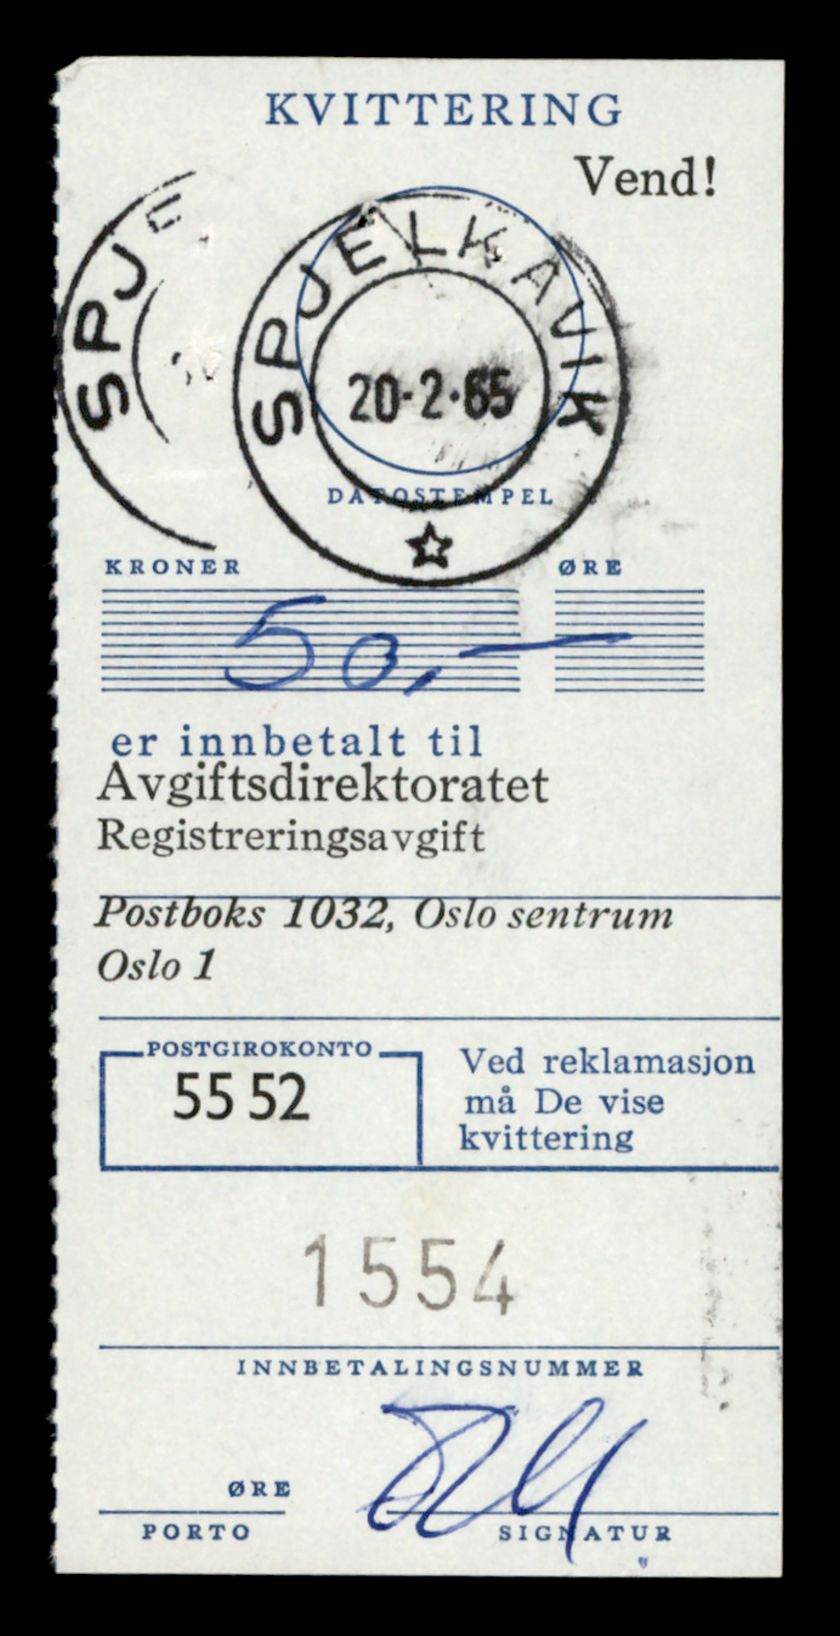 KVITTERING
Vend!
SPJE
SPJELKAVIK
20-2-65
DATOSTEMPEL
KRONER ØRE
50,—
er innbetalt til
Avgiftsdirektoratet
Registreringsavgift
Postboks 1032, Oslo sentrum
Oslo 1
POSTGIROKONTO
55 52
Ved reklamasjon
må De vise
kvittering
1554
INNBETALINGSNUMMER
ØRE
PORTO SIGNATUR